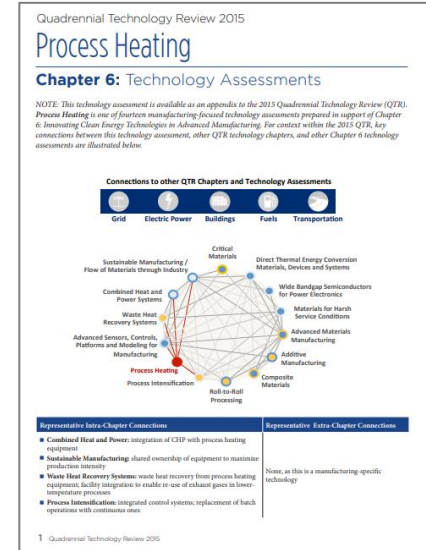 Quadrennial Technology Review 2015
Process Heating
Chapter 6: Technology Assessments
NOTE: This technology assessment is available as an appendix to the 2015 Quadrennial Technology Review (QTR).
Process Heating is one of fourteen manufacturing-focused technology assessments prepared in support of Chapter
6: Innovating Clean Energy Technologies in Advanced Manufacturing. For context within the 2015 QTR, key
connections between this technology assessment, other QTR technology chapters, and other Chapter 6 technology
assessments are illustrated below.
Connections to other QTR Chapters and Technology Assessments
Grid Electric Power Buildings Fuels Transportation
Critical
Materials
Sustainable Manufacturing /
Flow of Materials through Industry
Direct Thermal Energy Conversion
Materials, Devices and Systems
Combined Heat and
Power Systems
Wide Bandgap Semiconductors
for Power Electronics
Waste Heat
Recovery Systems
Materials for Harsh
Service Conditions
Advanced Sensors, Controls,
Platforms and Modeling for
Manufacturing
Advanced Materials
Manufacturing
Process Heating
Additive
Manufacturing
Process Intensification
Composite
Materials
Roll-to-Roll
Processing
Representative Intra-Chapter Connections
Representative Extra-Chapter Connections
■ Combined Heat and Power: integration of CHP with process heating
equipment
■ Sustainable Manufacturing: shared ownership of equipment to maximize
production intensity
■ Waste Heat Recovery Systems: waste heat recovery from process heating
equipment; facility integration to enable re-use of exhaust gases in lower-
temperature processes
■ Process Intensification: integrated control systems; replacement of batch
operations with continuous ones
None, as this is a manufacturing-specific
technology
1 Quadrennial Technology Review 2015